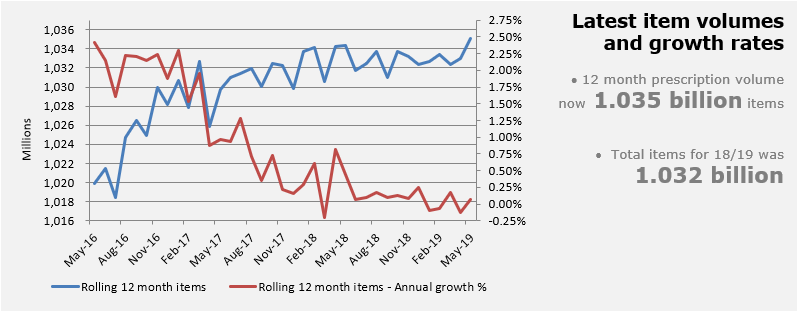 Latest item volumes
and growth rates
• 12 month prescription volume
now 1.035 billion items
• Total items for 18/19 was
1.032 billion
Millions
1,036
1,034
1,032
1,030
1,028
1,026
1,024
1,022
1,020
1,018
1,016
2.75%
2.50%
2.25%
2.00%
1.75%
1.50%
1.25%
1.00%
0.75%
0.50%
0.25%
0.00%
-0.25%
May-16
Aug-16
Nov-16
Feb-17
May-17
Aug-17
Nov-17
Feb-18
May-18
Aug-18
Nov-18
Feb-19
May-19
Rolling 12 month items
Rolling 12 month items - Annual growth %